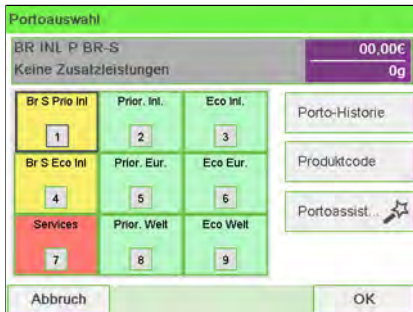 Portoauswahl
BR INL P BR-S 00,00€
Keine Zusatzleistungen 0g
Br S Prio Inl Prior. Inl. Eco Inl.
1 2 3
Porto-Historie
Br S Eco Inl Prior. Eur. Eco Eur.
4 5 6
Produktcode
Services Prior. Welt Eco Welt
7 8 9
Portoassist...
Abbruch OK